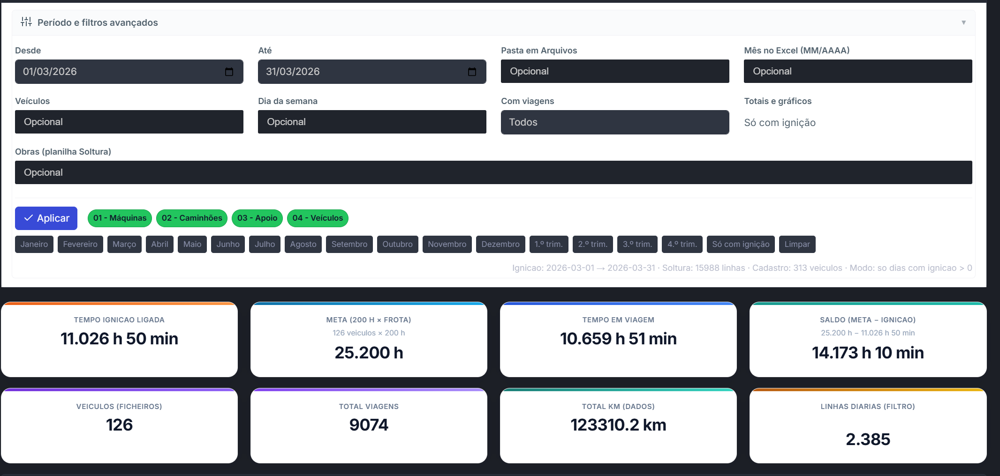 Período e filtros avançados
▼
Desde
Até
Pasta em Arquivos
Mês no Excel (MM/AAAA)
01/03/2026
31/03/2026
Opcional
Opcional
Veículos
Dia da semana
Com viagens
Totais e gráficos
Opcional
Opcional
Todos
Só com ignição
Obras (planilha Soltura)
Opcional
Aplicar
01 - Máquinas
02 - Caminhões
03 - Apoio
04 - Veículos
Janeiro
Fevereiro
Março
Abril
Maio
Junho
Julho
Agosto
Setembro
Outubro
Novembro
Dezembro
1.º trim.
2.º trim.
3.º trim.
4.º trim.
Só com ignição
Limpar
Ignicao: 2026-03-01 → 2026-03-31 · Soltura: 15988 linhas · Cadastro: 313 veiculos · Modo: so dias com ignicao > 0
TEMPO IGNICAO LIGADA
11.026 h 50 min
META (200 H × FROTA)
126 veiculos × 200 h
25.200 h
TEMPO EM VIAGEM
10.659 h 51 min
SALDO (META − IGNICAO)
25.200 h − 11.026 h 50 min
14.173 h 10 min
VEICULOS (FICHEIROS)
126
TOTAL VIAGENS
9074
TOTAL KM (DADOS)
123310.2 km
LINHAS DIARIAS (FILTRO)
2.385